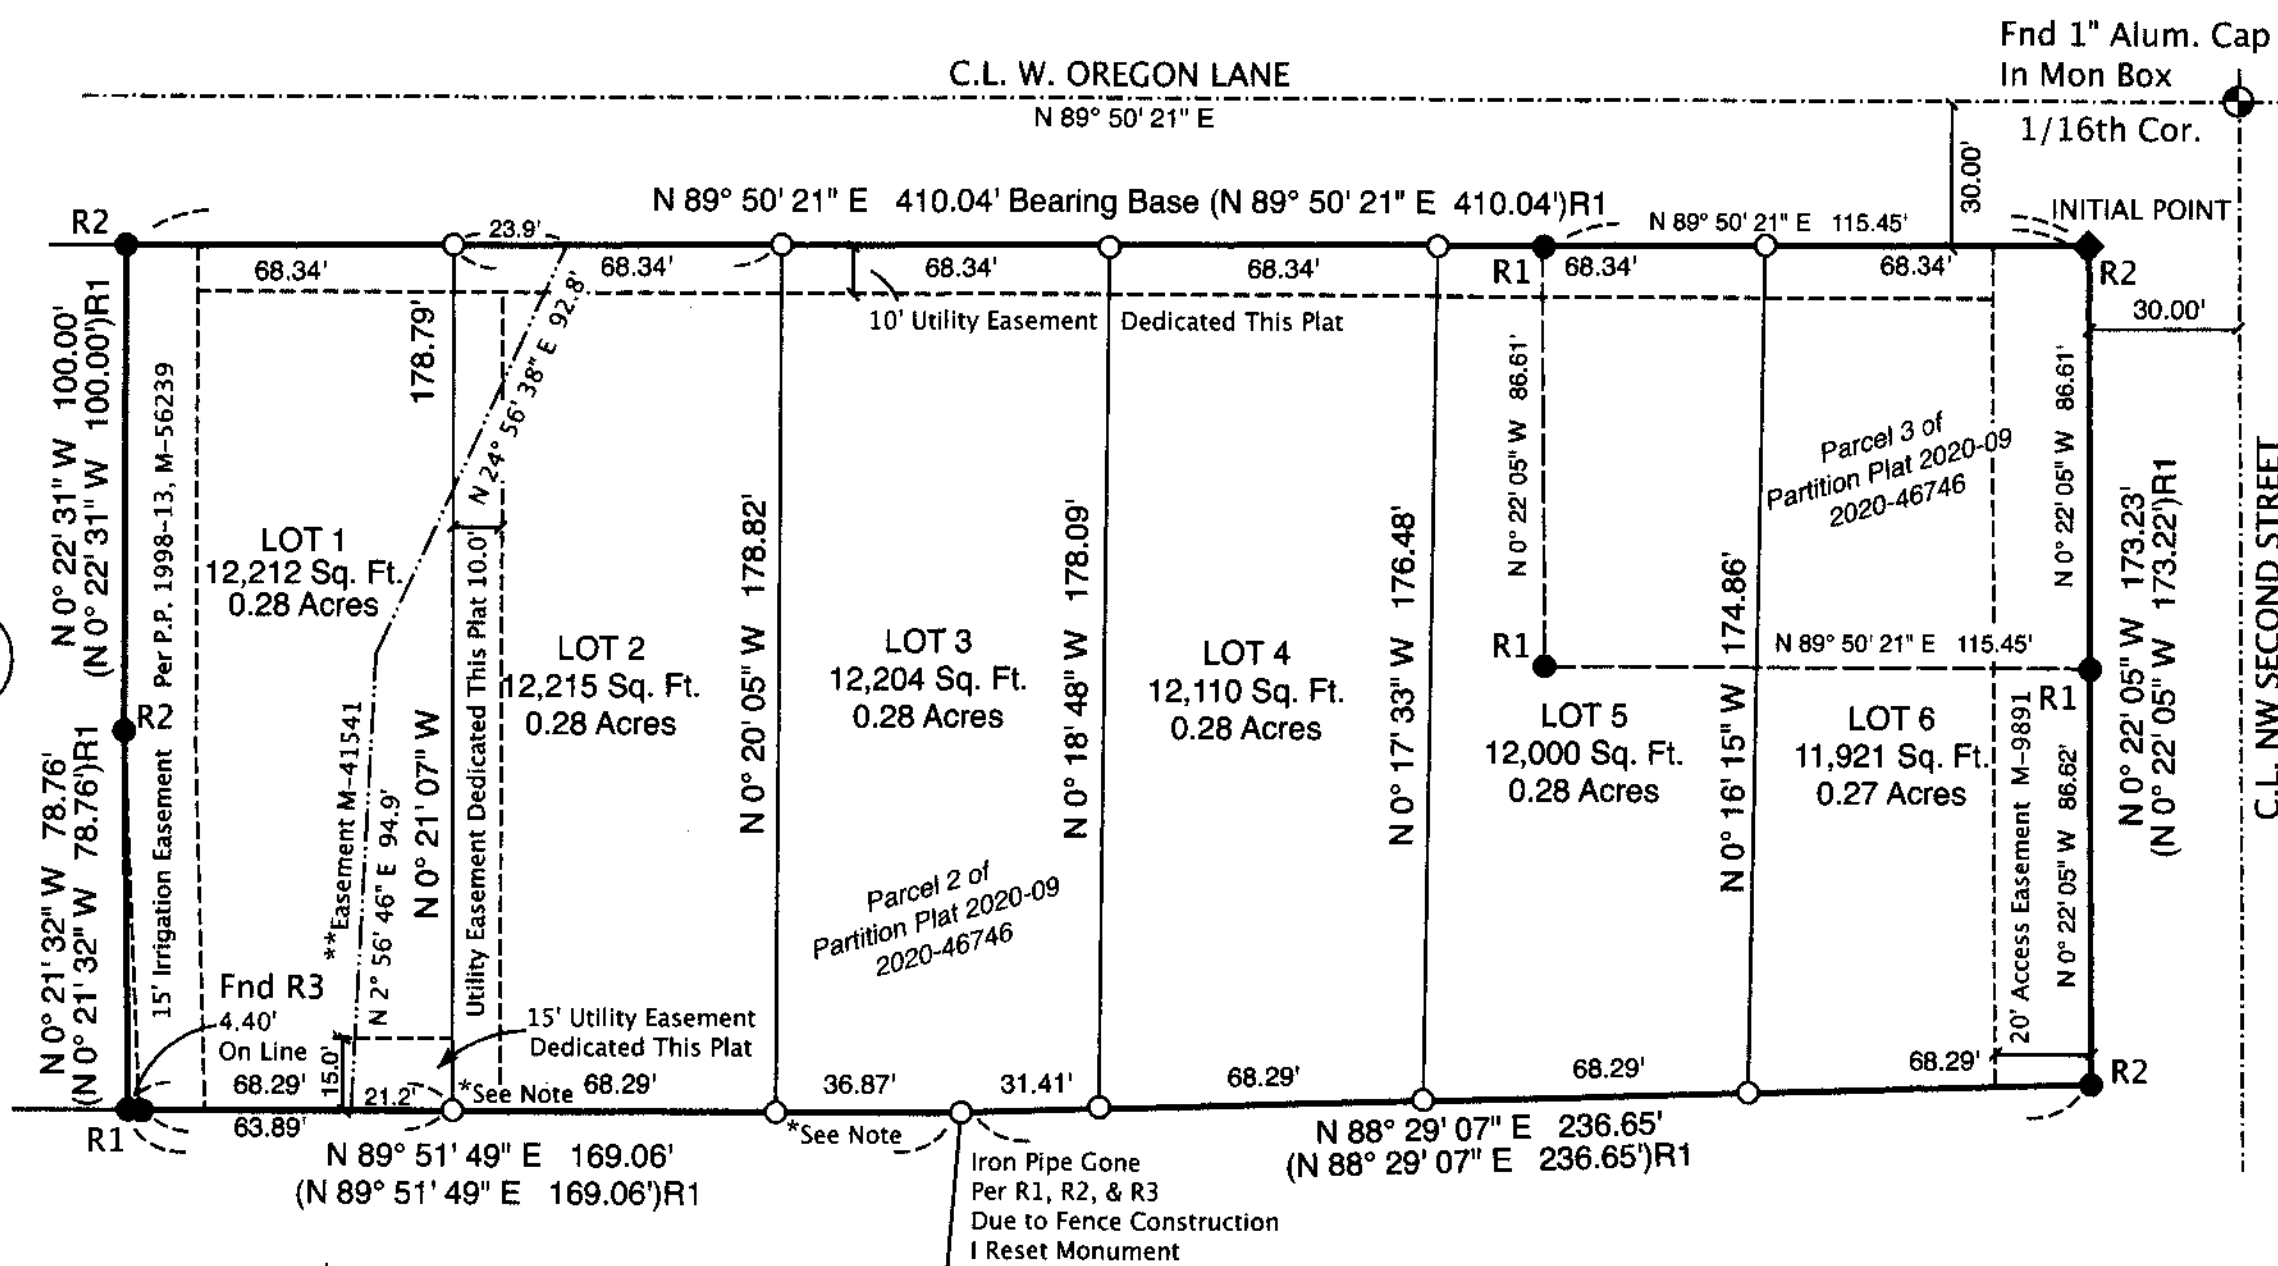 Fnd 1" Alum. Cap
In Mon Box
C.L. W. OREGON LANE
N 89° 50' 21" E
1/16th Cor.
30.00'
N 89° 50' 21" E 410.04' Bearing Base (N 89° 50' 21" E 410.04')R1
N 89° 50' 21" E 115.45'
INITIAL POINT
R2
23.9'
68.34'
68.34'
68.34'
68.34'
R1
68.34'
68.34'
R2
30.00'
10' Utility Easement
Dedicated This Plat
N 0° 22' 31" W 100.00'
(N 0° 22' 31" W 100.00')R1
15' Irrigation Easement Per P.P. 1998-13, M-56239
178.79'
N 0° 21' 07" W
N 24° 56' 38" E 92.8'
Utility Easement Dedicated This Plat 10.0'
N 0° 20' 05" W 178.82'
N 0° 18' 48" W 178.09'
N 0° 17' 33" W 176.48'
N 0° 22' 05" W 86.61'
N 0° 16' 15" W 174.86'
Parcel 3 of
Partition Plat 2020-09
2020-46746
N 0° 22' 05" W 86.61'
N 0° 22' 05" W 173.23'
(N 0° 22' 05" W 173.22')R1
C.L. NW SECOND STREET
LOT 1
12,212 Sq. Ft.
0.28 Acres
LOT 2
12,215 Sq. Ft.
0.28 Acres
LOT 3
12,204 Sq. Ft.
0.28 Acres
LOT 4
12,110 Sq. Ft.
0.28 Acres
R1
N 89° 50' 21" E 115.45'
R1
LOT 5
12,000 Sq. Ft.
0.28 Acres
LOT 6
11,921 Sq. Ft.
0.27 Acres
R2
N 0° 21' 32" W 78.76'
(N 0° 21' 32" W 78.76')R1
**Easement M-41541
N 2° 56' 46" E 94.9'
Parcel 2 of
Partition Plat 2020-09
2020-46746
20' Access Easement M-9891
N 0° 22' 05" W 86.62'
Fnd R3
4.40'
On Line
15' Utility Easement
Dedicated This Plat
15.0'
68.29'
21.2'
*See Note
68.29'
36.87'
31.41'
68.29'
68.29'
68.29'
R2
R1
63.89'
*See Note
N 89° 51' 49" E 169.06'
(N 89° 51' 49" E 169.06')R1
N 88° 29' 07" E 236.65'
(N 88° 29' 07" E 236.65')R1
Iron Pipe Gone
Per R1, R2, & R3
Due to Fence Construction
I Reset Monument